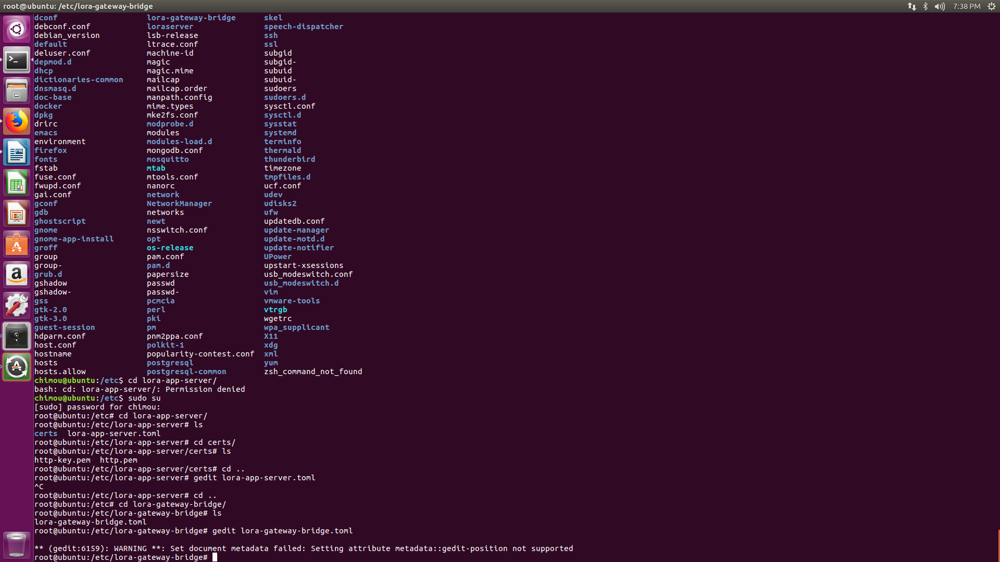 root@ubuntu: /etc/lora-gateway-bridge 7:38 PM
dconf lora-gateway-bridge skel
debconf.conf loraserver speech-dispatcher
debian_version lsb-release ssh
default ltrace.conf ssl
deluser.conf machine-id subgid
depmod.d magic subgid-
dhcp magic.mime subuid
dictionaries-common mailcap subuid-
dnsmasq.d mailcap.order sudoers
doc-base manpath.config sudoers.d
docker mime.types sysctl.conf
dpkg mke2fs.conf sysctl.d
drirc modprobe.d sysstat
emacs modules systemd
environment modules-load.d terminfo
firefox mongodb.conf thermald
fonts mosquitto thunderbird
fstab mtab timezone
fuse.conf mtools.conf tmpfiles.d
fwupd.conf nanorc ucf.conf
gai.conf network udev
gconf NetworkManager udisks2
gdb networks ufw
ghostscript newt updatedb.conf
gnome nsswitch.conf update-manager
gnome-app-install opt update-motd.d
groff os-release update-notifier
group pam.conf UPower
group- pam.d upstart-xsessions
grub.d papersize usb_modeswitch.conf
gshadow passwd usb_modeswitch.d
gshadow- passwd- vim
gss pcmcia vmware-tools
gtk-2.0 perl vtrgb
gtk-3.0 pki wgetrc
guest-session pm wpa_supplicant
hdparm.conf pnm2ppa.conf X11
host.conf polkit-1 xdg
hostname popularity-contest.conf xml
hosts postgresql yum
hosts.allow postgresql-common zsh_command_not_found
chimou@ubuntu:/etc$ cd lora-app-server/
bash: cd: lora-app-server/: Permission denied
chimou@ubuntu:/etc$ sudo su
[sudo] password for chimou:
root@ubuntu:/etc# cd lora-app-server/
root@ubuntu:/etc/lora-app-server# ls
certs lora-app-server.toml
root@ubuntu:/etc/lora-app-server# cd certs/
root@ubuntu:/etc/lora-app-server/certs# ls
http-key.pem http.pem
root@ubuntu:/etc/lora-app-server/certs# cd ..
root@ubuntu:/etc/lora-app-server# gedit lora-app-server.toml
^C
root@ubuntu:/etc/lora-app-server# cd ..
root@ubuntu:/etc# cd lora-gateway-bridge/
root@ubuntu:/etc/lora-gateway-bridge# ls
lora-gateway-bridge.toml
root@ubuntu:/etc/lora-gateway-bridge# gedit lora-gateway-bridge.toml
** (gedit:6159): WARNING **: Set document metadata failed: Setting attribute metadata::gedit-position not supported
root@ubuntu:/etc/lora-gateway-bridge#